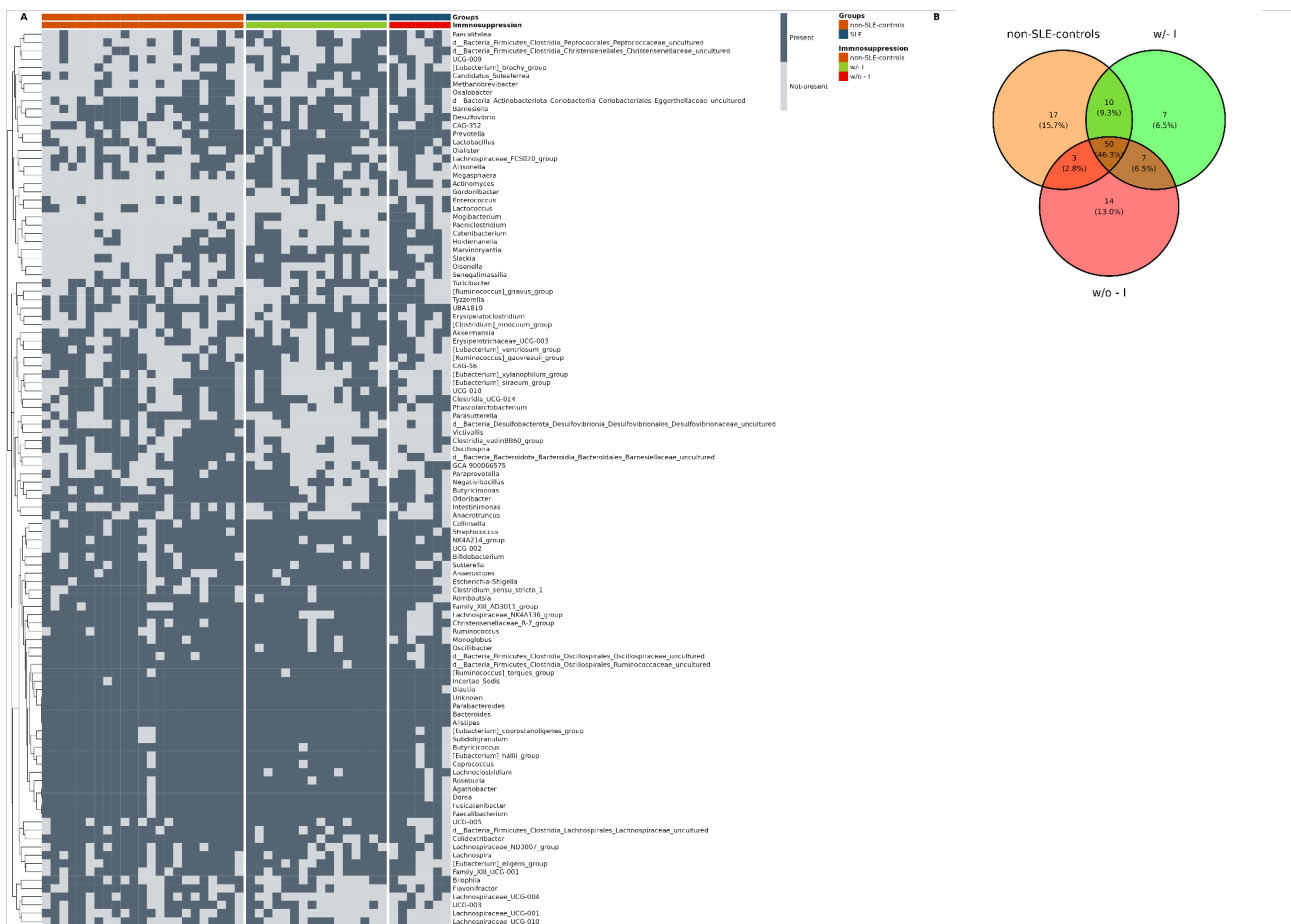 A
Groups
Immnosuppression
Faecalitalea
d__Bacteria_Firmicutes_Clostridia_Peptococcales_Peptococcaceae_uncultured
d__Bacteria_Firmicutes_Clostridia_Christensenellales_Christensenellaceae_uncultured
UCG-009
[Eubacterium]_brachy_group
Candidatus_Soleaferrea
Methanobrevibacter
Oxalobacter
d__Bacteria_Actinobacteriota_Coriobacteriia_Coriobacteriales_Eggerthellaceae_uncultured
Barnesiella
Desulfovibrio
CAG-352
Prevotella
Lactobacillus
Dialister
Lachnospiraceae_FCS020_group
Allisonella
Megasphaera
Actinomyces
Gordonibacter
Enterococcus
Lactococcus
Mogibacterium
Paeniclostridium
Catenibacterium
Holdemanella
Marvinbryantia
Slackia
Olsenella
Senegalimassilia
Turicibacter
[Ruminococcus]_gnavus_group
Tyzzerella
UBA1819
Erysipelatoclostridium
[Clostridium]_innocuum_group
Akkermansia
Erysipelotrichaceae_UCG-003
[Eubacterium]_ventriosum_group
[Ruminococcus]_gauvreauii_group
CAG-56
[Eubacterium]_xylanophilum_group
[Eubacterium]_siraeum_group
UCG-010
Clostridia_UCG-014
Phascolarctobacterium
Parasutterella
d__Bacteria_Desulfobacterota_Desulfovibrionia_Desulfovibrionales_Desulfovibrionaceae_uncultured
Victivallis
Clostridia_vadinBB60_group
Oscillospira
d__Bacteria_Bacteroidota_Bacteroidia_Bacteroidales_Barnesiellaceae_uncultured
GCA 900066575
Paraprevotella
Negativibacillus
Butyricimonas
Odoribacter
Intestinimonas
Anaerotruncus
Collinsella
Streptococcus
NK4A214_group
UCG-002
Bifidobacterium
Sutterella
Anaerostipes
Escherichia-Shigella
Clostridium_sensu_stricto_1
Romboutsia
Family_XIII_AD3011_group
Lachnospiraceae_NK4A136_group
Christensenellaceae_R-7_group
Ruminococcus
Monoglobus
Oscillibacter
d__Bacteria_Firmicutes_Clostridia_Oscillospirales_Oscillospiraceae_uncultured
d__Bacteria_Firmicutes_Clostridia_Oscillospirales_Ruminococcaceae_uncultured
[Ruminococcus]_torques_group
Incertae_Sedis
Blautia
Unknown
Parabacteroides
Bacteroides
Alistipes
[Eubacterium]_coprostanoligenes_group
Subdoligranulum
Butyricicoccus
[Eubacterium]_hallii_group
Coprococcus
Lachnoclostridium
Roseburia
Agathobacter
Dorea
Fusicatenibacter
Faecalibacterium
UCG-005
d__Bacteria_Firmicutes_Clostridia_Lachnospirales_Lachnospiraceae_uncultured
Colidextribacter
Lachnospiraceae_ND3007_group
Lachnospira
[Eubacterium]_eligens_group
Family_XIII_UCG-001
Bilophila
Flavonifractor
Lachnospiraceae_UCG-004
UCG-003
Lachnospiraceae_UCG-001
Lachnospiraceae_UCG-010
Present
Not-present
Groups
non-SLE-controls
SLE
Immnosuppression
non-SLE-controls
w/- I
w/o - I
B
non-SLE-controls
w/- I
17
(15.7%)
10
(9.3%)
7
(6.5%)
50
(46.3%)
3
(2.8%)
7
(6.5%)
14
(13.0%)
w/o - I